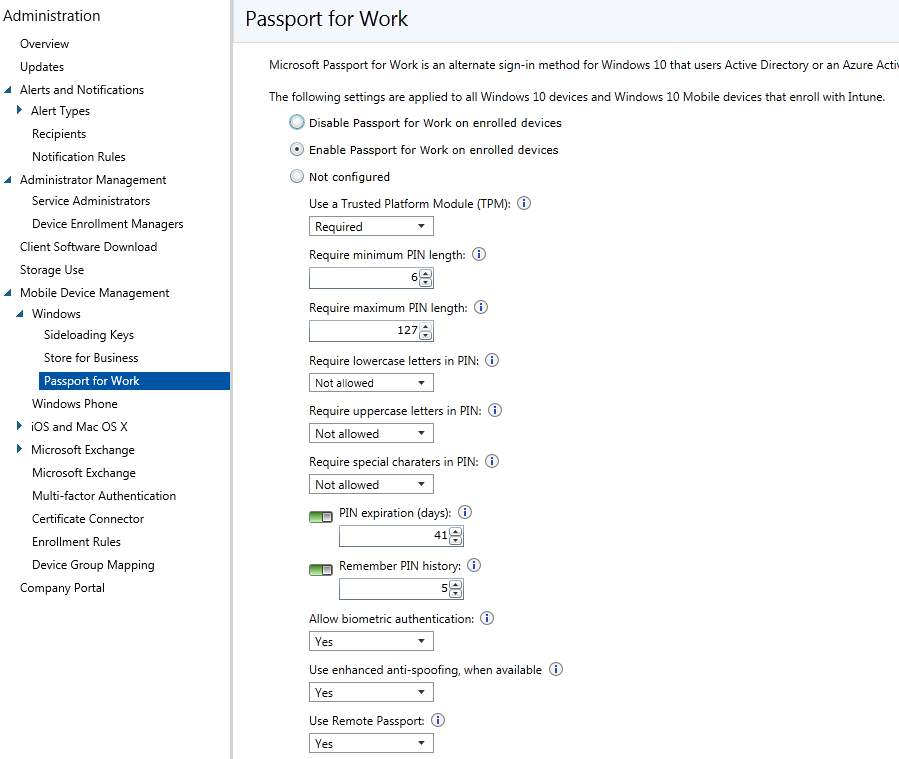 Administration
Overview
Updates
Alerts and Notifications
Alert Types
Recipients
Notification Rules
Administrator Management
Service Administrators
Device Enrollment Managers
Client Software Download
Storage Use
Mobile Device Management
Windows
Sideloading Keys
Store for Business
Passport for Work
Windows Phone
iOS and Mac OS X
Microsoft Exchange
Microsoft Exchange
Multi-factor Authentication
Certificate Connector
Enrollment Rules
Device Group Mapping
Company Portal
Passport for Work
Microsoft Passport for Work is an alternate sign-in method for Windows 10 that users Active Directory or an Azure Activ
The following settings are applied to all Windows 10 devices and Windows 10 Mobile devices that enroll with Intune.
Disable Passport for Work on enrolled devices
Enable Passport for Work on enrolled devices
Not configured
Use a Trusted Platform Module (TPM):
Required
Require minimum PIN length:
6
Require maximum PIN length:
127
Require lowercase letters in PIN:
Not allowed
Require uppercase letters in PIN:
Not allowed
Require special charaters in PIN:
Not allowed
PIN expiration (days):
41
Remember PIN history:
5
Allow biometric authentication:
Yes
Use enhanced anti-spoofing, when available
Yes
Use Remote Passport:
Yes